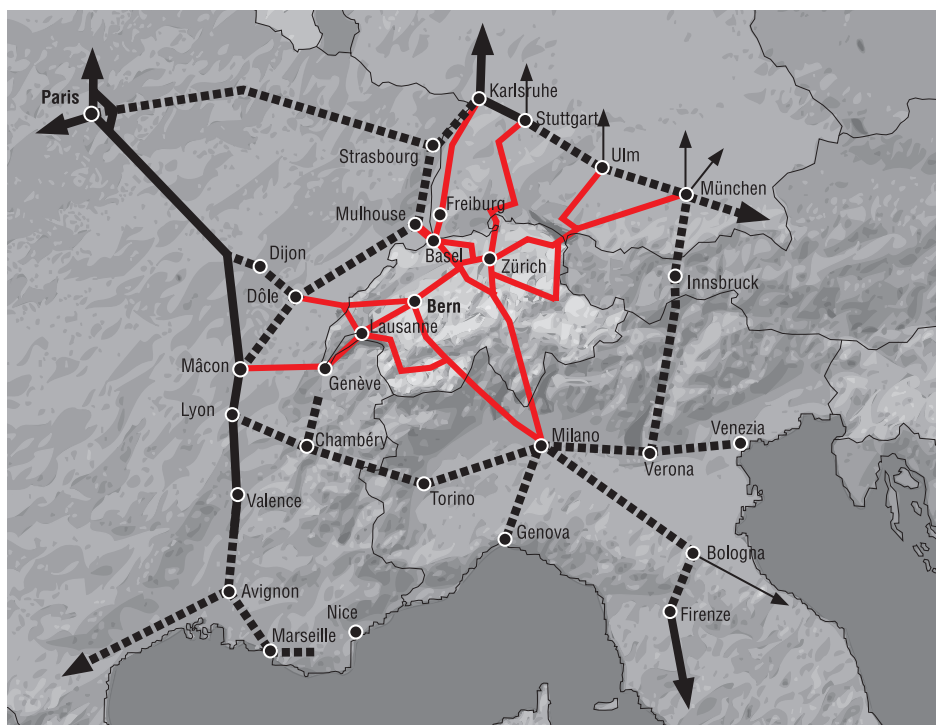 Paris
Karlsruhe
Stuttgart
Strasbourg
Ulm
München
Freiburg
Mulhouse
Basel
Dijon
Zürich
Innsbruck
Dôle
Bern
Lausanne
Mâcon
Genève
Lyon
Chambéry
Milano
Venezia
Verona
Torino
Valence
Genova
Bologna
Avignon
Nice
Firenze
Marseille